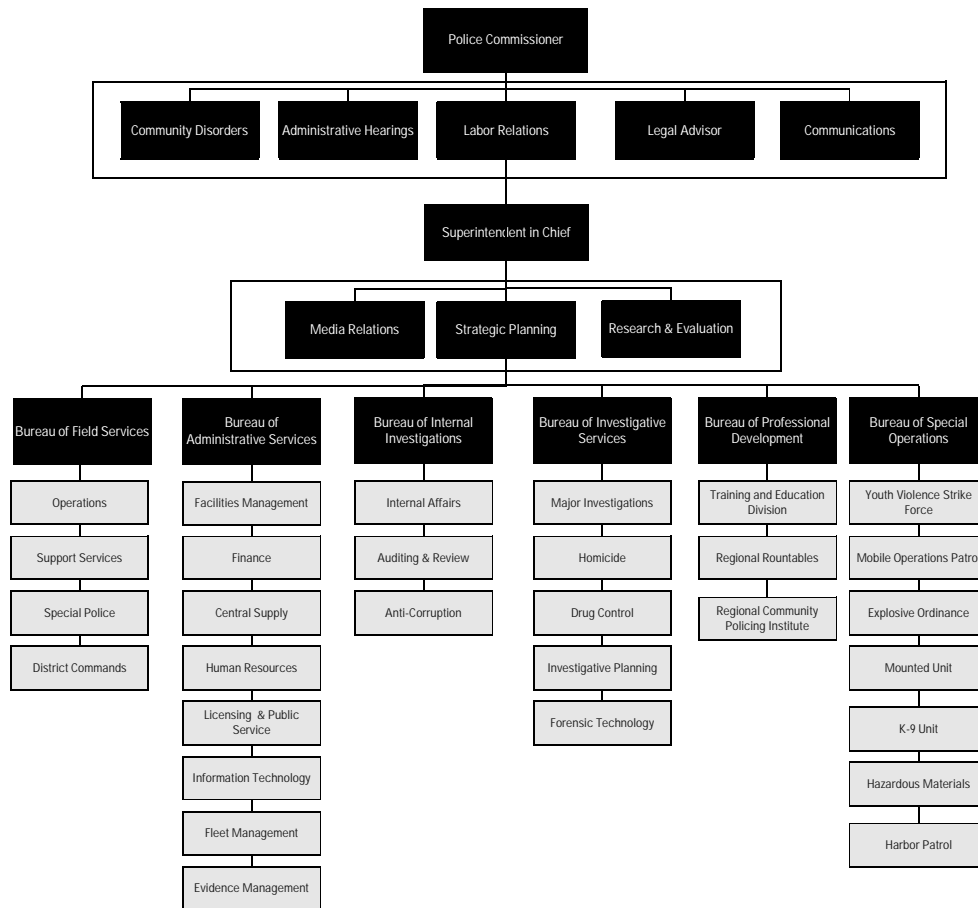 Police Commissioner
Community Disorders
Administrative Hearings
Labor Relations
Legal Advisor
Communications
Superintendent in Chief
Media Relations
Strategic Planning
Research & Evaluation
Bureau of Field Services
Bureau of
Administrative Services
Bureau of Internal
Investigations
Bureau of Investigative
Services
Bureau of Professional
Development
Bureau of Special
Operations
Operations
Support Services
Special Police
District Commands
Facilities Management
Finance
Central Supply
Human Resources
Licensing & Public
Service
Information Technology
Fleet Management
Evidence Management
Internal Affairs
Auditing & Review
Anti-Corruption
Major Investigations
Homicide
Drug Control
Investigative Planning
Forensic Technology
Training and Education
Division
Regional Rountables
Regional Community
Policing Institute
Youth Violence Strike
Force
Mobile Operations Patro
Explosive Ordinance
Mounted Unit
K-9 Unit
Hazardous Materials
Harbor Patrol